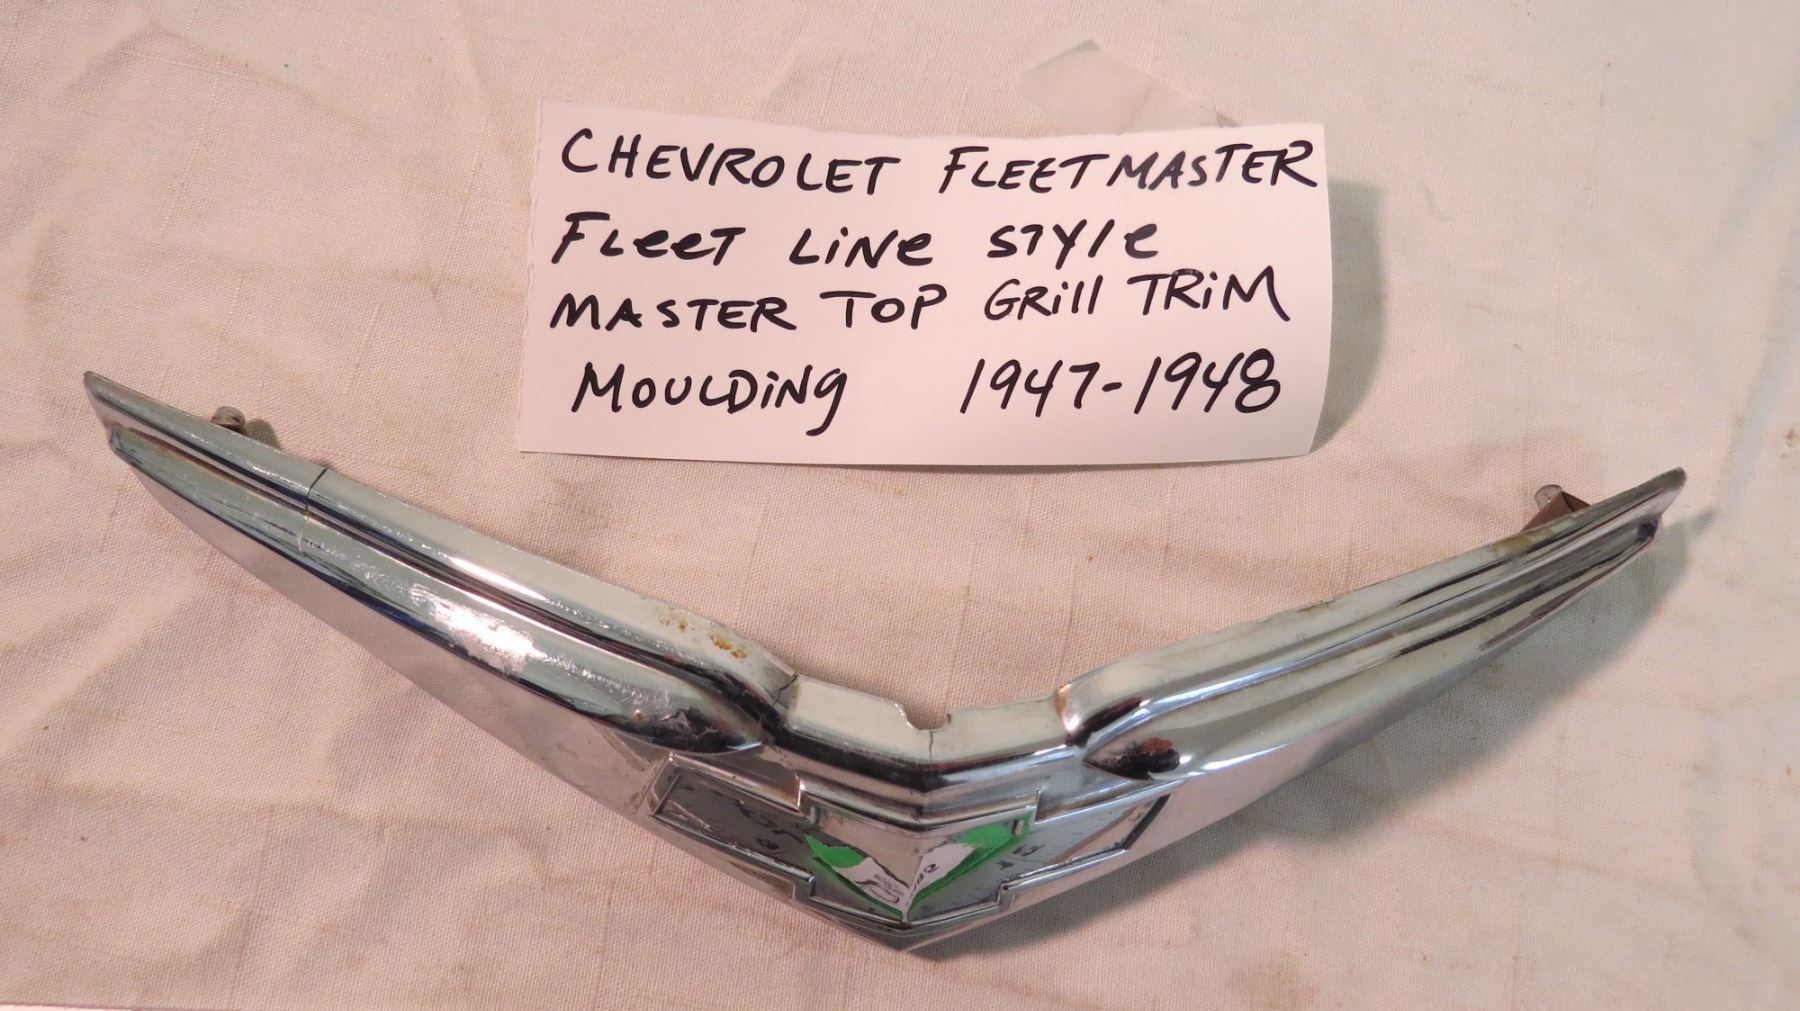 CHEVROLET FLEETMASTER
FLeeT LiNe STYle
MASTER TOP GRill TRiM
MOULDiNg 1947-1948